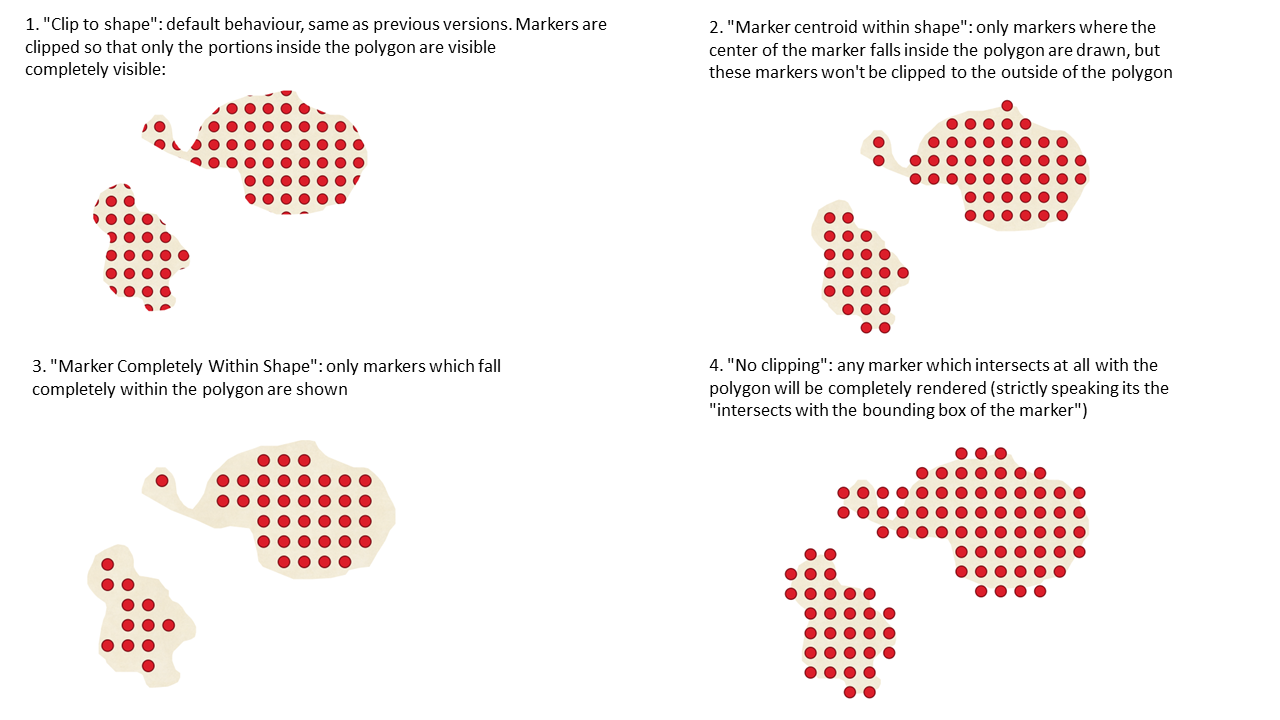 1. "Clip to shape": default behaviour, same as previous versions. Markers are
clipped so that only the portions inside the polygon are visible
completely visible:
2. "Marker centroid within shape": only markers where the
center of the marker falls inside the polygon are drawn, but
these markers won't be clipped to the outside of the polygon
3. "Marker Completely Within Shape": only markers which fall
completely within the polygon are shown
4. "No clipping": any marker which intersects at all with the
polygon will be completely rendered (strictly speaking its the
"intersects with the bounding box of the marker")